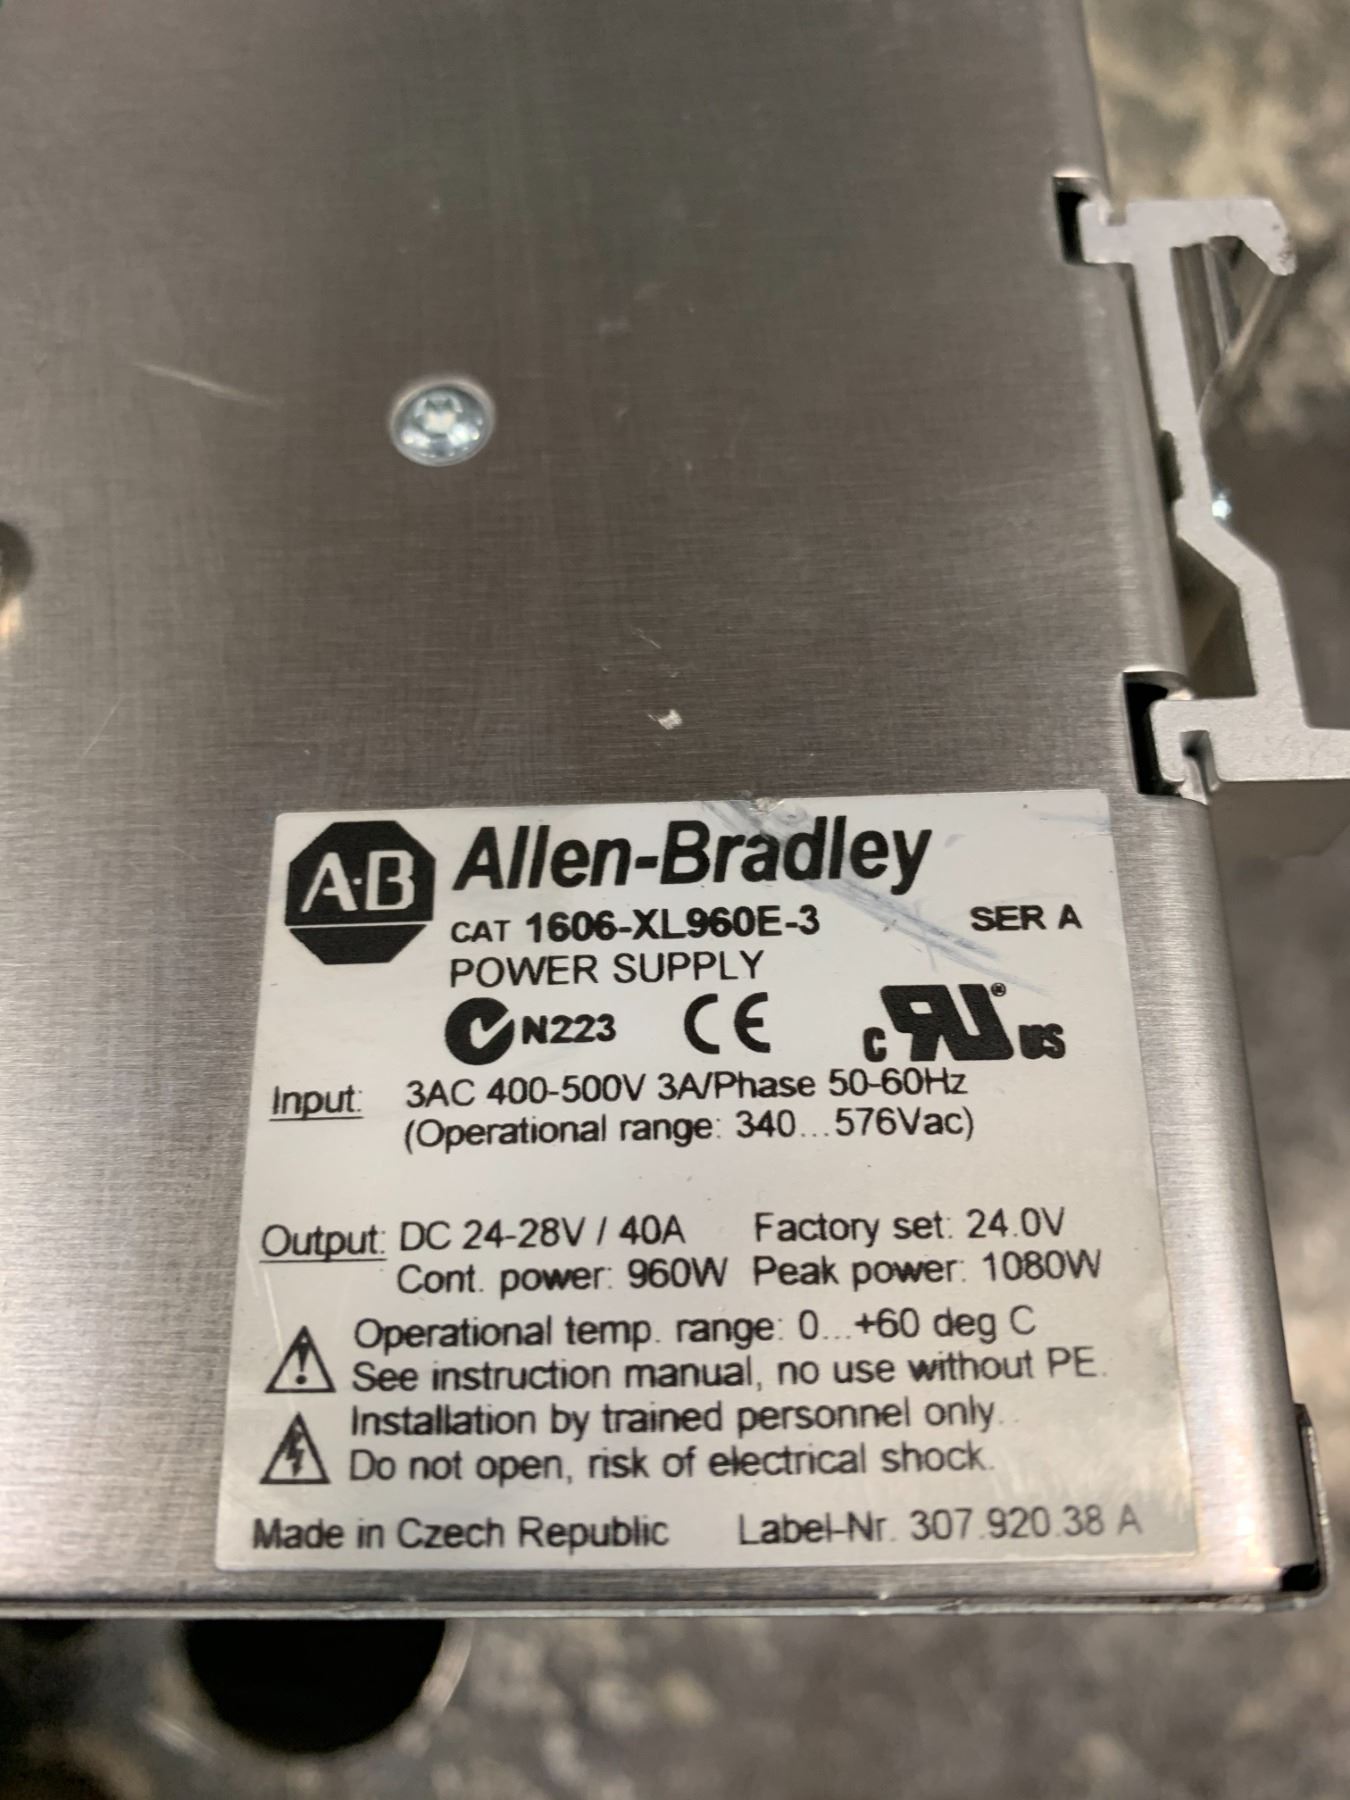 A·B Allen-Bradley
CAT 1606-XL960E-3 SER A
POWER SUPPLY
N223 CE c RU ® US
Input: 3AC 400-500V 3A/Phase 50-60Hz
(Operational range: 340...576Vac)
Output: DC 24-28V / 40A Factory set: 24.0V
Cont. power: 960W Peak power: 1080W
Operational temp. range: 0...+60 deg C
See instruction manual, no use without PE.
Installation by trained personnel only.
Do not open, risk of electrical shock.
Made in Czech Republic Label-Nr. 307.920.38 A